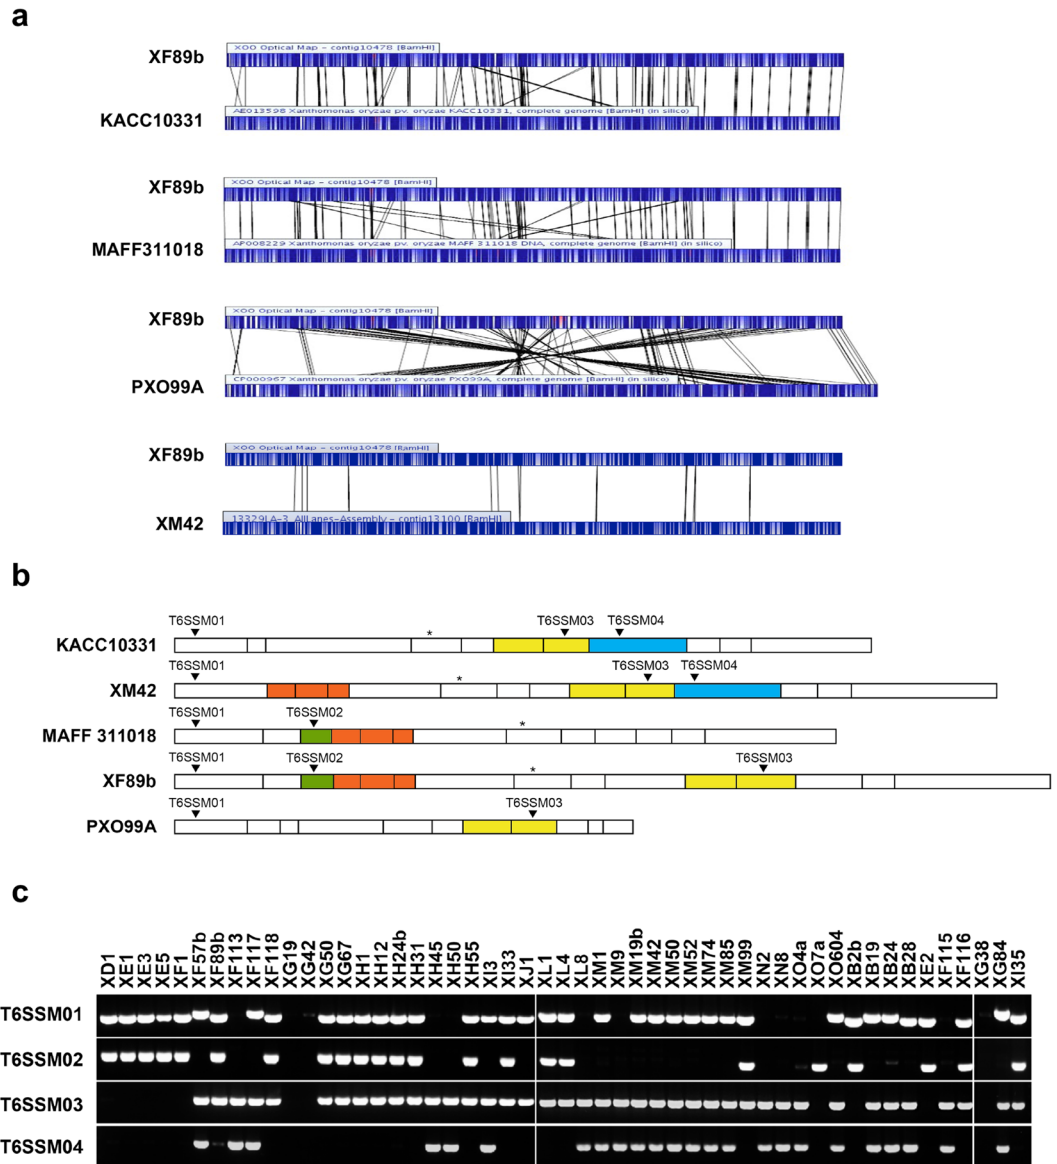 a
XF89b
XOO Optical Map - contig10478 [BamHI]
KACC10331
AE013598 Xanthomonas oryzae pv. oryzae KACC10331, complete genome [BamHI] (in silico)
XF89b
XOO Optical Map - contig10478 [BamHI]
MAFF311018
AP008229 Xanthomonas oryzae pv. oryzae MAFF 311018 DNA, complete genome [BamHI] (in silico)
XF89b
XOO Optical Map - contig10478 [BamHI]
PXO99A
CP000967 Xanthomonas oryzae pv. oryzae PXO99A, complete genome [BamHI] (in silico)
XF89b
XOO Optical Map - contig10478 [BamHI]
XM42
13329LA-3_AllLanes-Assembly - contig13100 [BamHI]
b
T6SSM01 * T6SSM03 T6SSM04
KACC10331
T6SSM01 * T6SSM03 T6SSM04
XM42
T6SSM01 T6SSM02 *
MAFF 311018
T6SSM01 T6SSM02 * T6SSM03
XF89b
T6SSM01 T6SSM03
PXO99A
c
XD1 XE1 XE3 XE5 XF1 XF57b XF89b XF113 XF117 XF118 XG19 XG42 XG50 XG67 XH1 XH12 XH24b XH31 XH45 XH50 XH55 XI3 XI33 XJ1 XL1 XL4 XL8 XM1 XM9 XM19b XM42 XM50 XM52 XM74 XM85 XM99 XN2 XN8 XO4a XO7a XO604 XB2b XB19 XB24 XB28 XE2 XF115 XF116 XG38 XG84 XI35
T6SSM01
T6SSM02
T6SSM03
T6SSM04